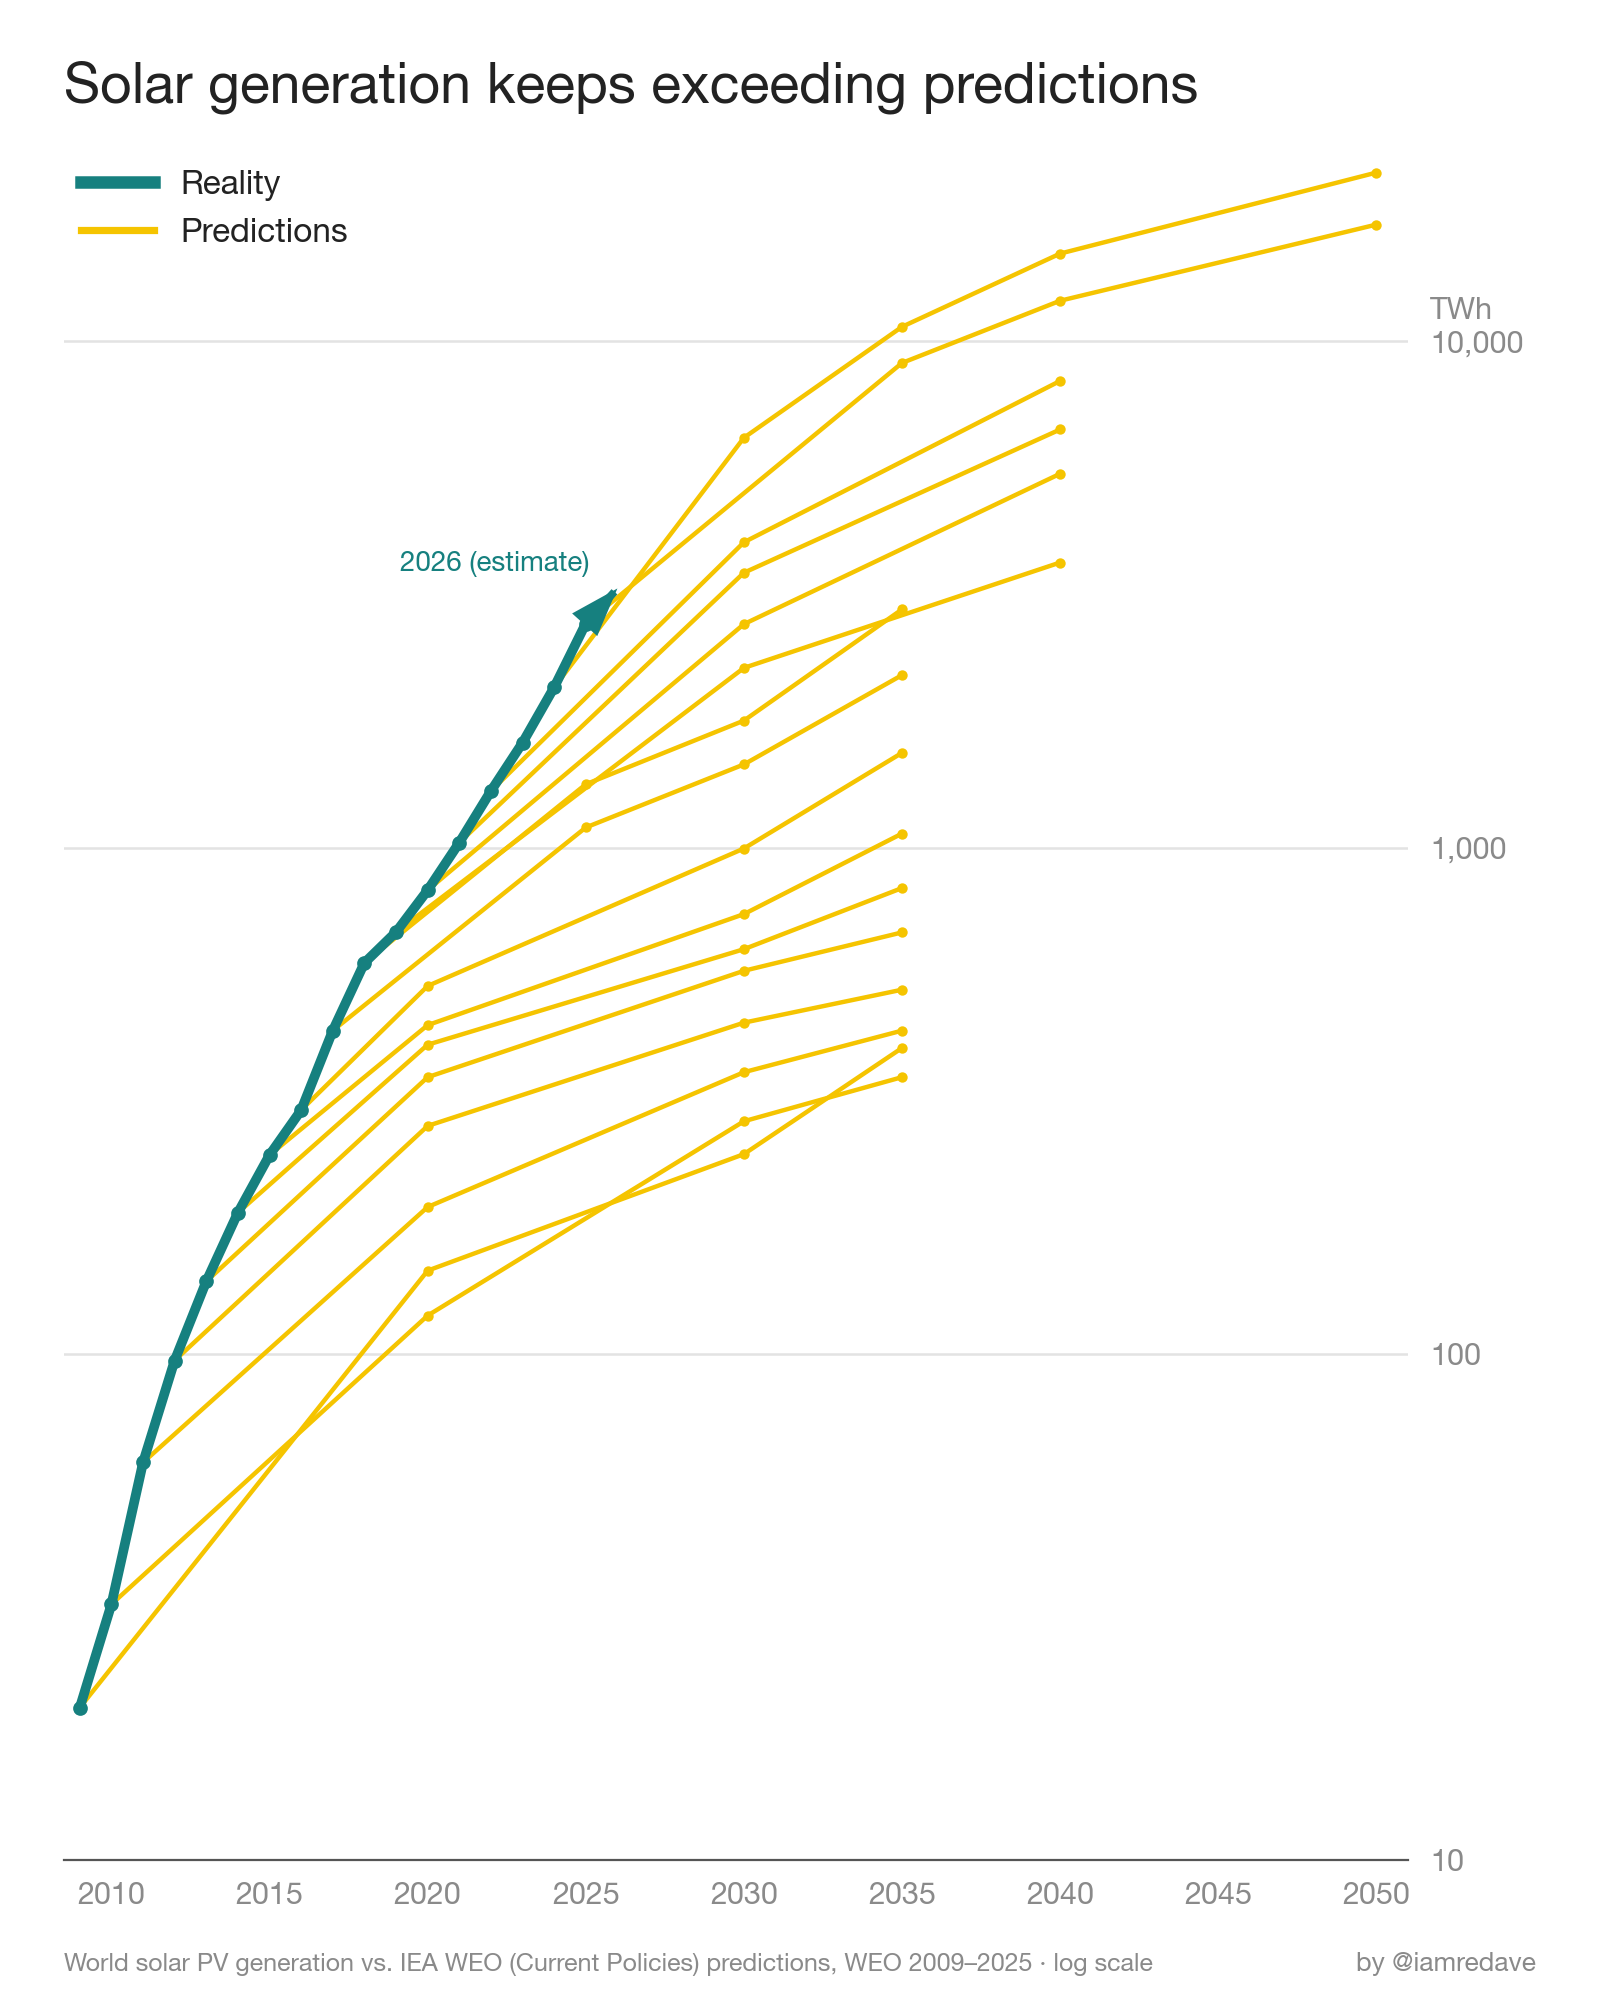 Solar generation keeps exceeding predictions
Reality
Predictions
TWh
10,000
2026 (estimate)
1,000
100
10
2010 2015 2020 2025 2030 2035 2040 2045 2050
World solar PV generation vs. IEA WEO (Current Policies) predictions, WEO 2009–2025 · log scale
by @iamredave